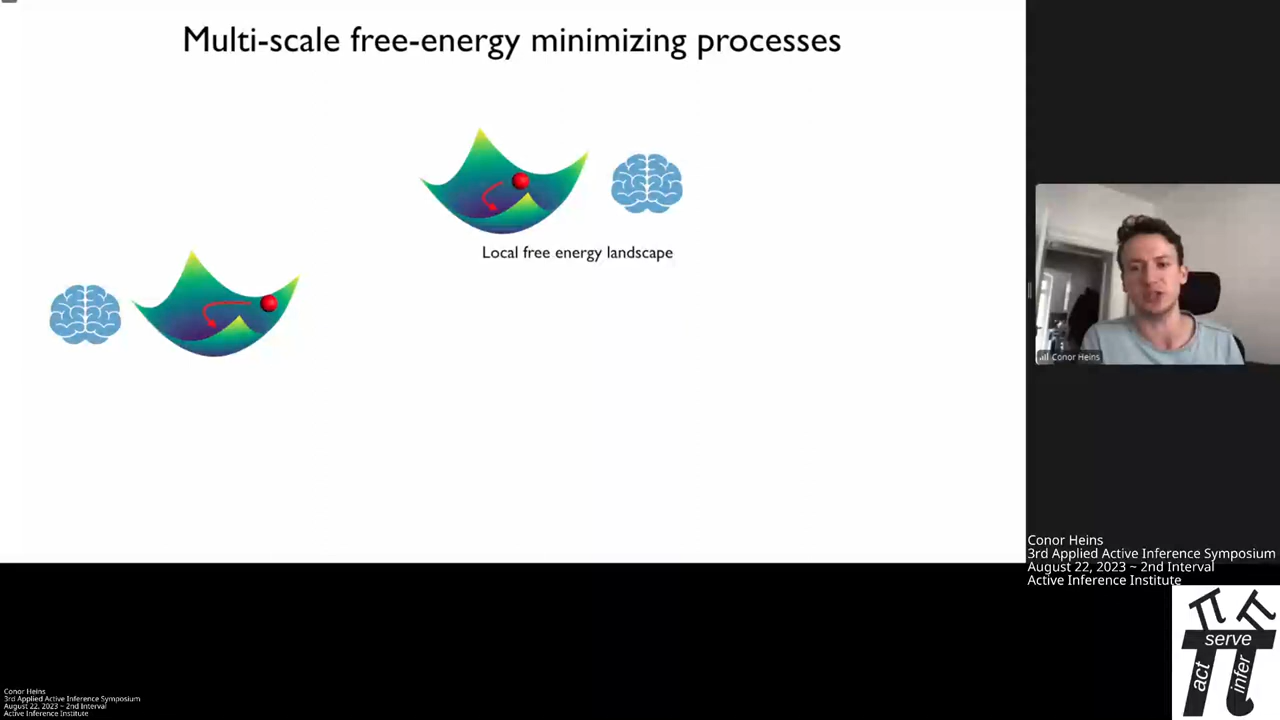 Multi-scale free-energy minimizing processes
Local free energy landscape
Conor Heins
Conor Heins
3rd Applied Active Inference Symposium
August 22, 2023 ~ 2nd Interval
Active Inference Institute
serve
act
infer
Conor Heins
3rd Applied Active Inference Symposium
August 22, 2023 ~ 2nd Interval
Active Inference Institute